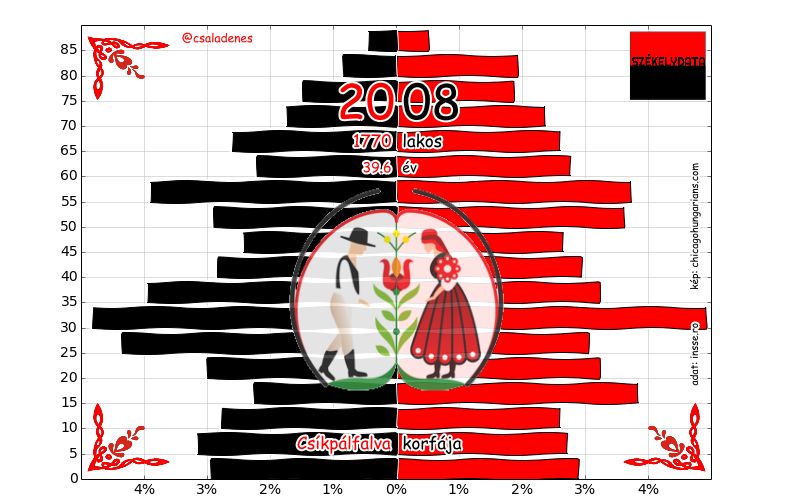 @csaladenes
SZÉKELYDATA
2008
1770 lakos
39.6 év
kép: chicagohungarians.com
adat: insse.ro
Csíkpálfalva korfája
85
80
75
70
65
60
55
50
45
40
35
30
25
20
15
10
5
0
4% 3% 2% 1% 0% 1% 2% 3% 4%